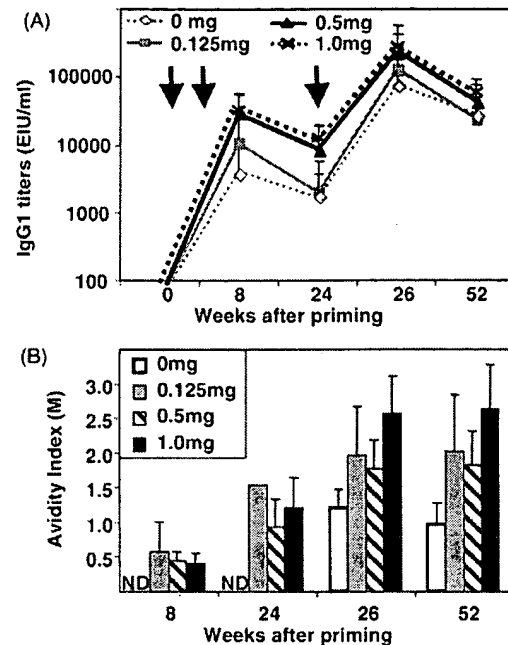 (A)
0 mg
0.5mg
0.125mg
1.0mg
IgG1 titers (EIU/ml)
100000
10000
1000
100
0 8 24 26 52
Weeks after priming
(B)
0mg
0.125mg
0.5mg
1.0mg
Avidity Index (M)
3.0
2.5
2.0
1.5
1.0
0.5
ND
ND
8 24 26 52
Weeks after priming